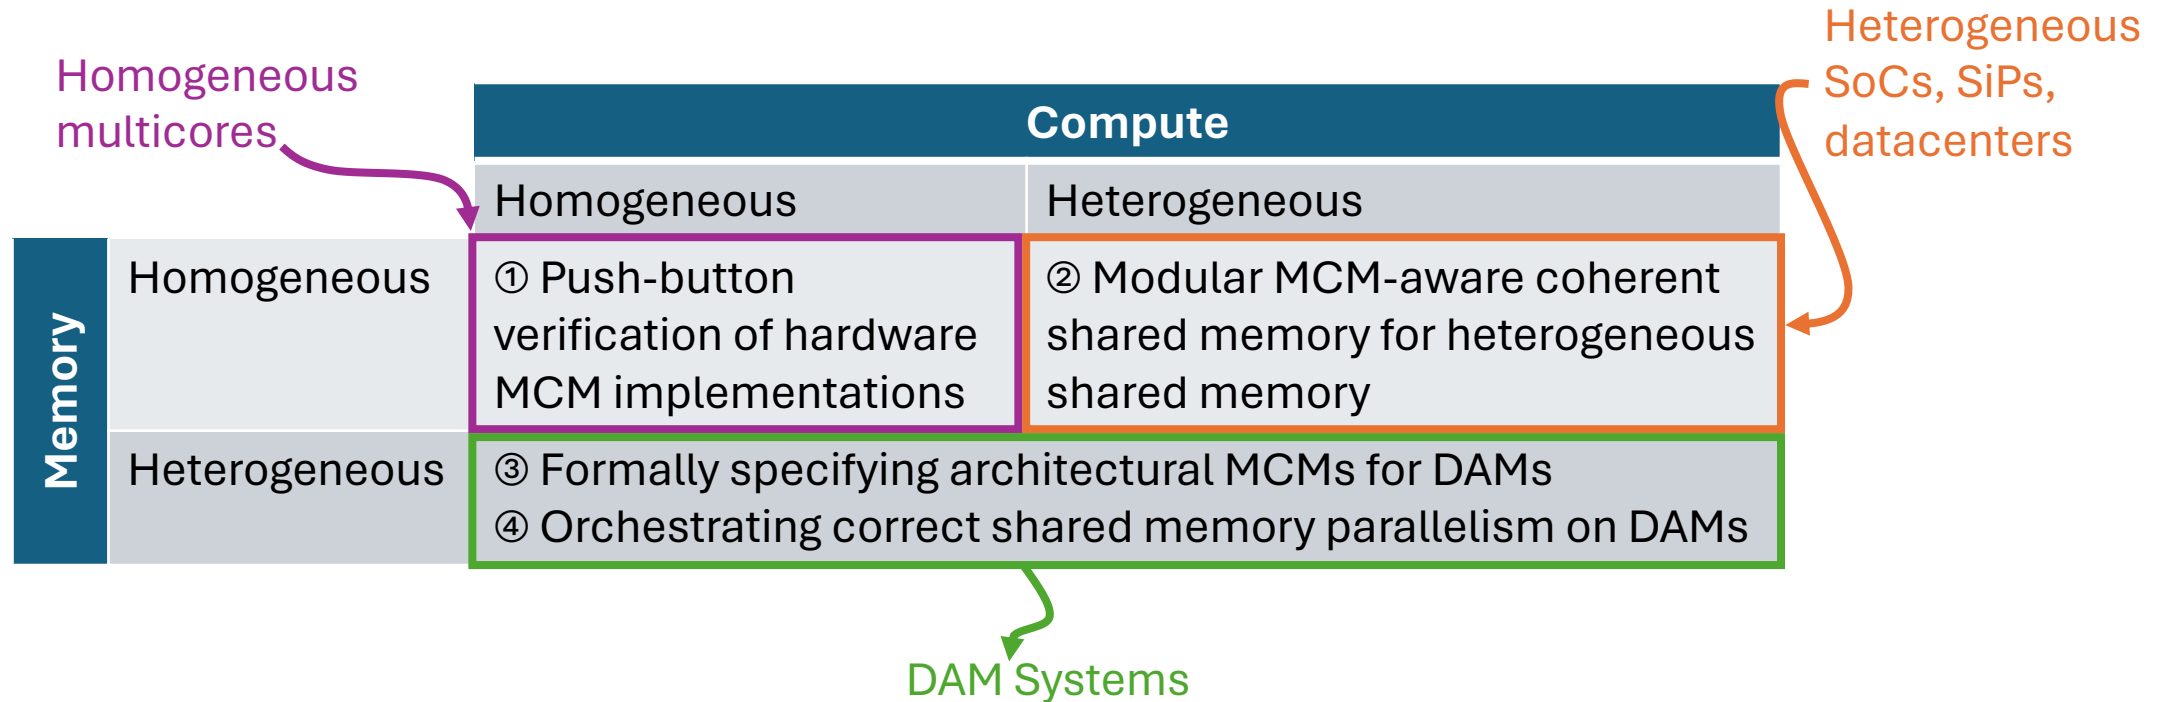 Homogeneous
multicores
Heterogeneous
SoCs, SiPs,
datacenters
Compute
Homogeneous
Heterogeneous
Memory
Homogeneous
① Push-button
verification of hardware
MCM implementations
② Modular MCM-aware coherent
shared memory for heterogeneous
shared memory
Heterogeneous
③ Formally specifying architectural MCMs for DAMs
④ Orchestrating correct shared memory parallelism on DAMs
DAM Systems